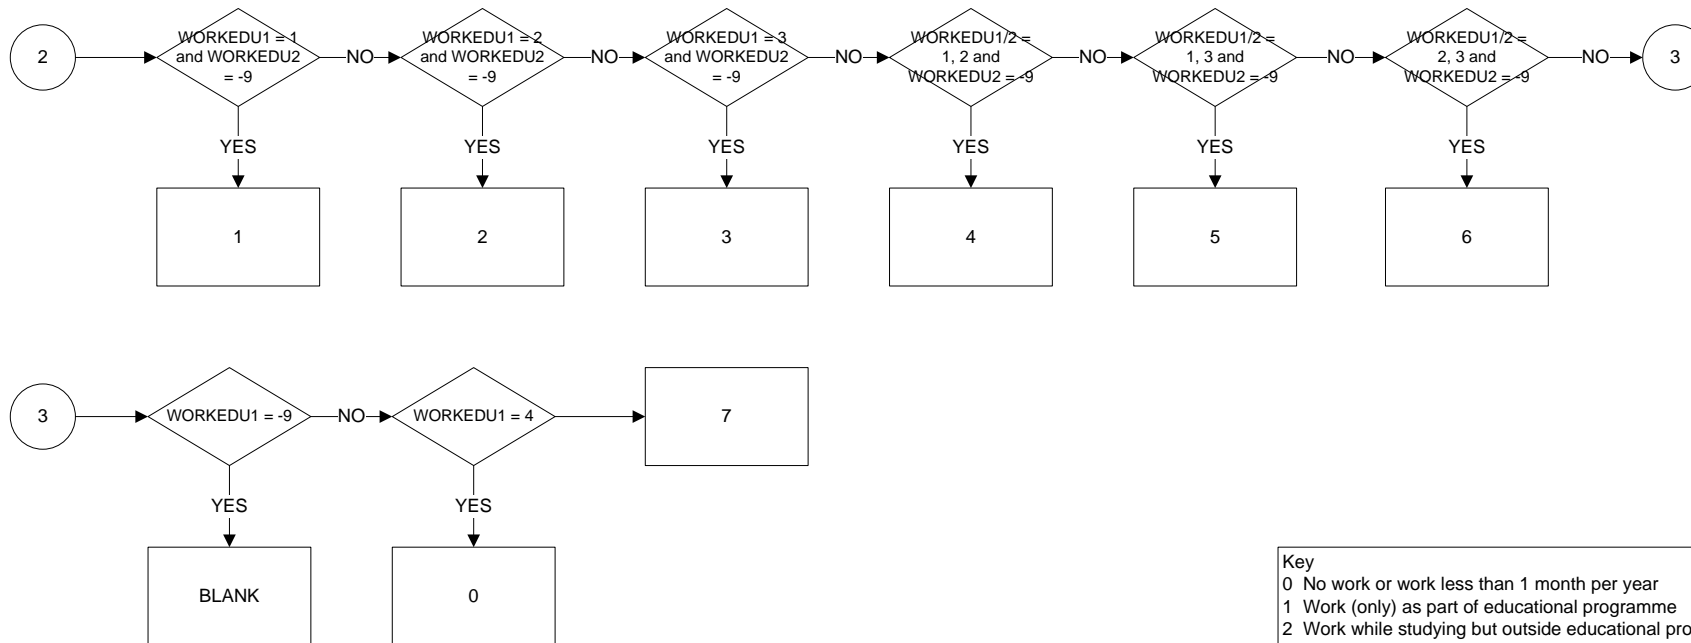 2
WORKEDU1 = 1
and WORKEDU2
= -9
NO
WORKEDU1 = 2
and WORKEDU2
= -9
NO
WORKEDU1 = 3
and WORKEDU2
= -9
NO
WORKEDU1/2 =
1, 2 and
WORKEDU2 = -9
NO
WORKEDU1/2 =
1, 3 and
WORKEDU2 = -9
NO
WORKEDU1/2 =
2, 3 and
WORKEDU2 = -9
NO
3
YES
YES
YES
YES
YES
YES
1
2
3
4
5
6
3
WORKEDU1 = -9
NO
WORKEDU1 = 4
7
YES
YES
BLANK
0
Key
0 No work or work less than 1 month per year
1 Work (only) as part of educational programme
2 Work while studying but outside educational pro